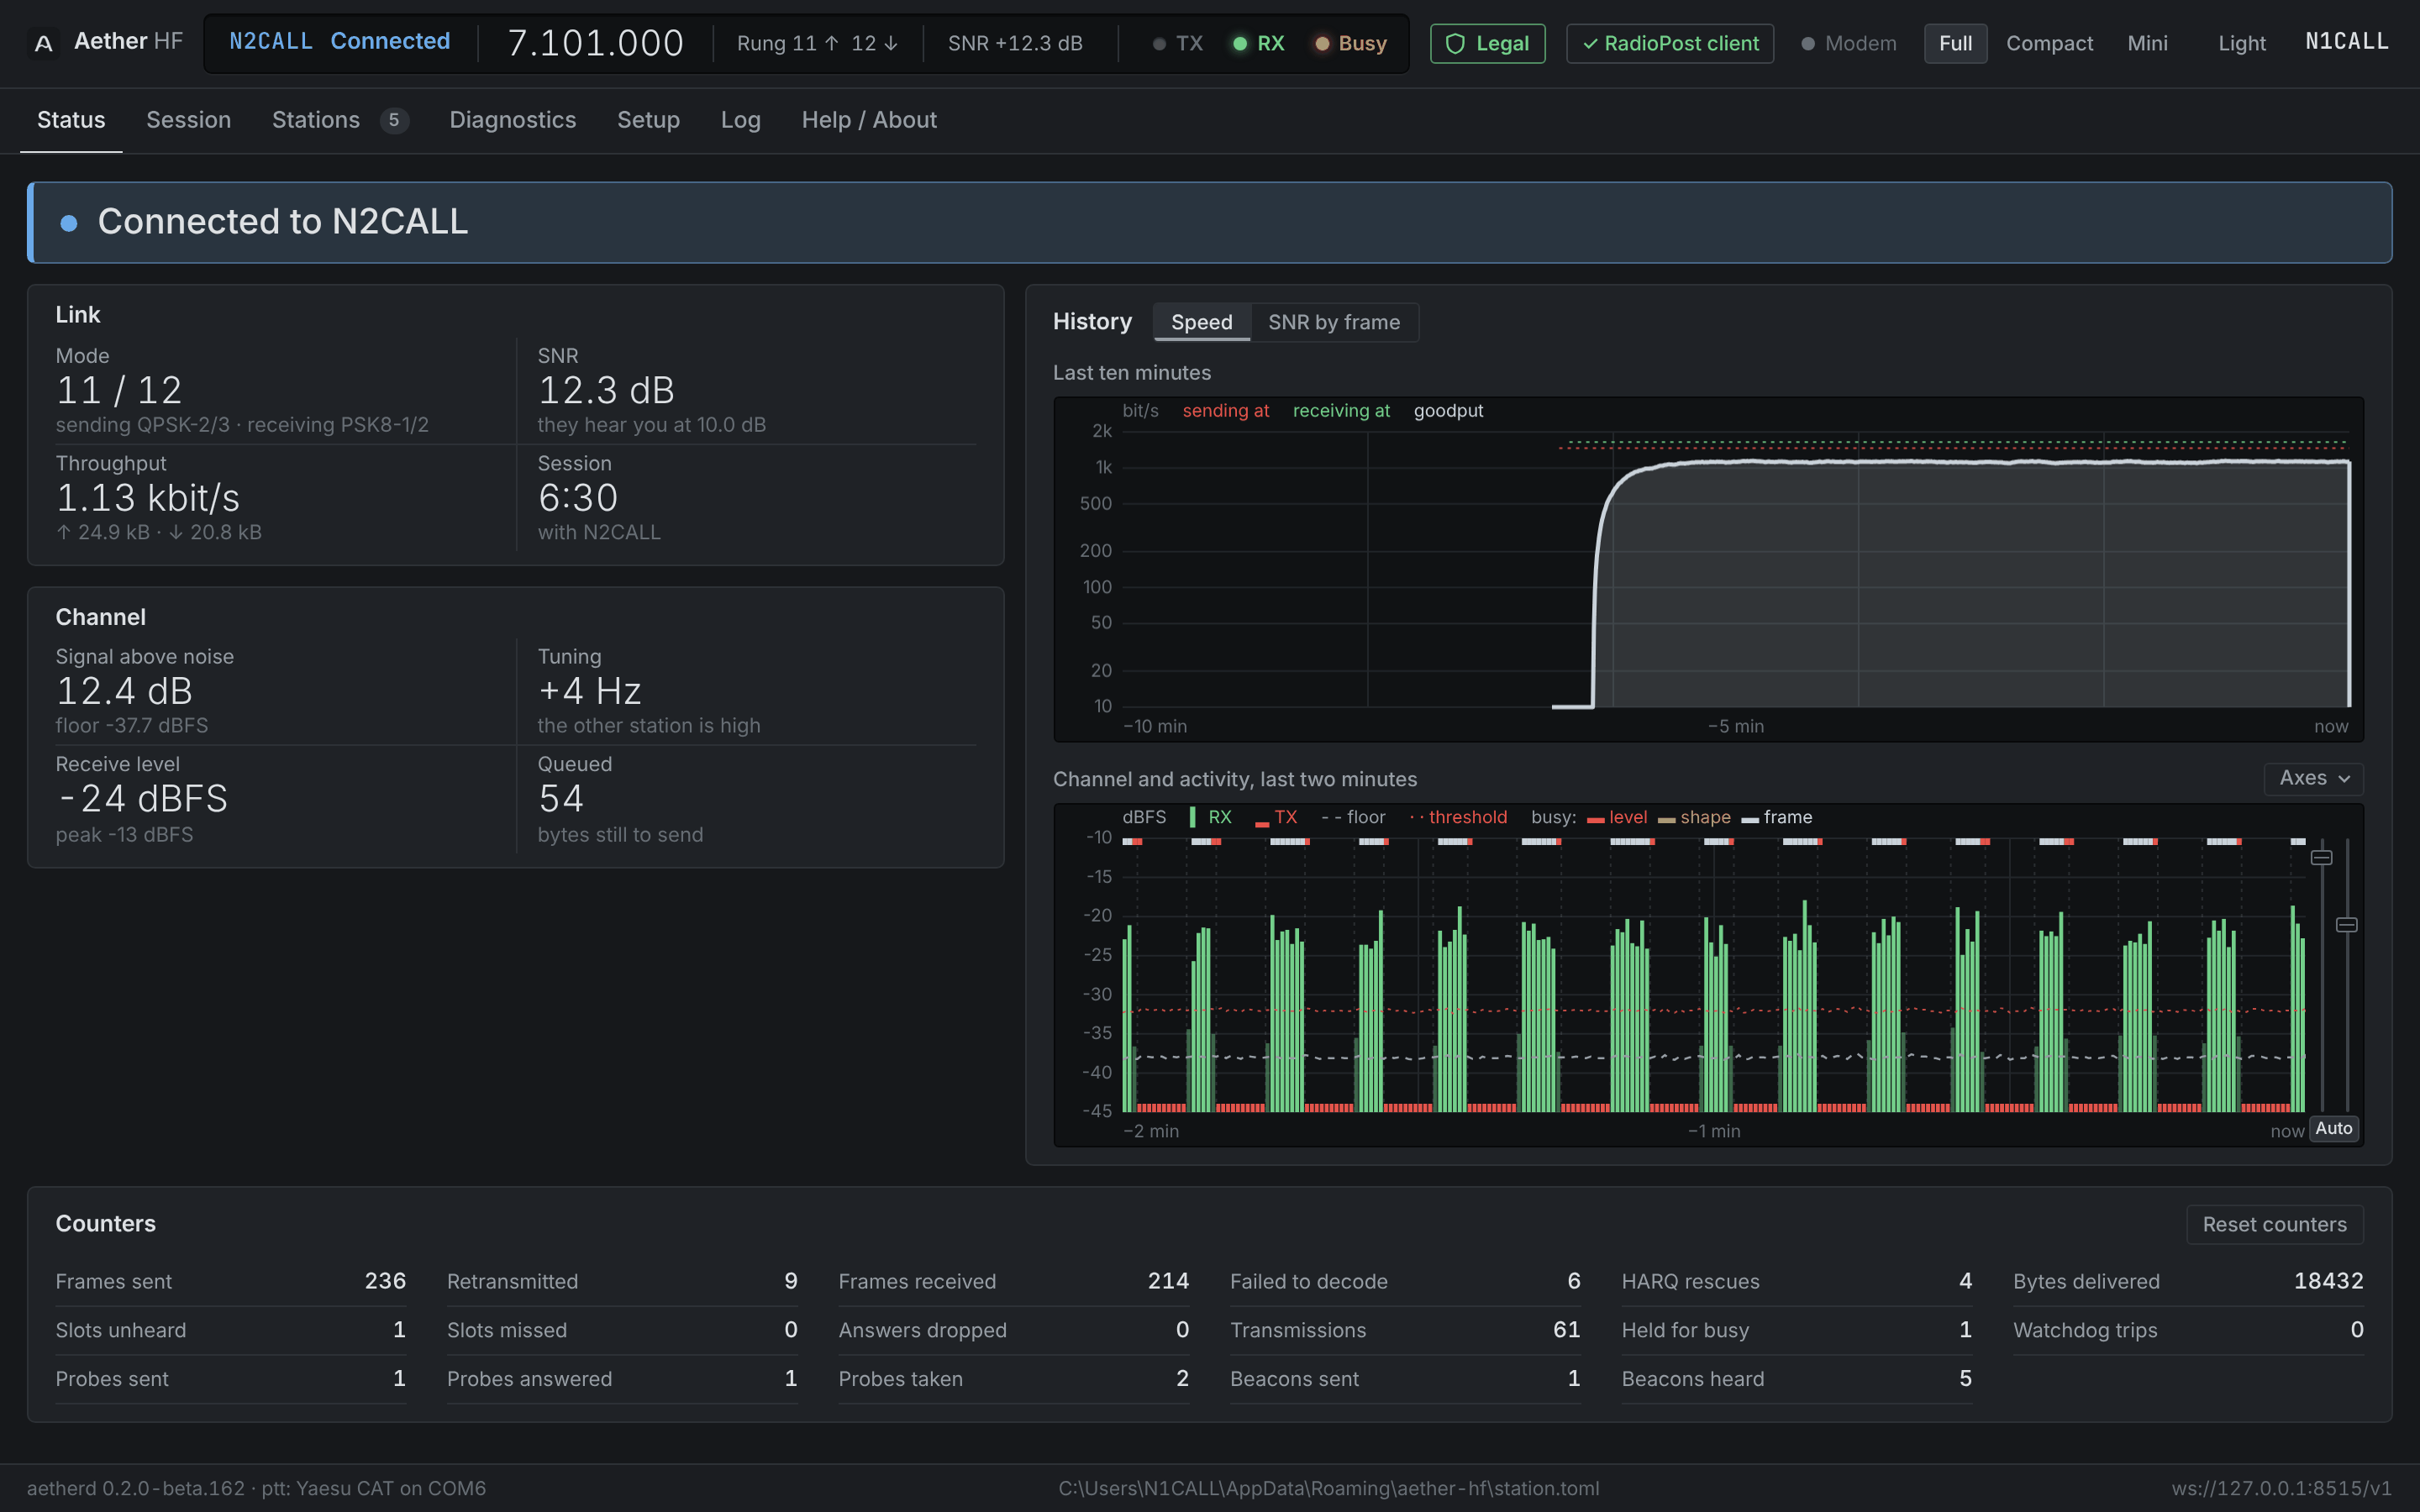 Aether HF N2CALL Connected 7.101.000 Rung 11 ↑ 12 ↓ SNR +12.3 dB TX RX Busy Legal ✓ RadioPost client Modem Full Compact Mini Light N1CALL
Status Session Stations 5 Diagnostics Setup Log Help / About
Connected to N2CALL
Link
Mode
11 / 12
sending QPSK-2/3 · receiving PSK8-1/2
SNR
12.3 dB
they hear you at 10.0 dB
Throughput
1.13 kbit/s
↑ 24.9 kB · ↓ 20.8 kB
Session
6:30
with N2CALL
Channel
Signal above noise
12.4 dB
floor -37.7 dBFS
Tuning
+4 Hz
the other station is high
Receive level
-24 dBFS
peak -13 dBFS
Queued
54
bytes still to send
History Speed SNR by frame
Last ten minutes
bit/s sending at receiving at goodput
2k
1k
500
200
100
50
20
10
−10 min −5 min now
Channel and activity, last two minutes Axes
dBFS RX TX - - floor · · threshold busy: level shape frame
-10
-15
-20
-25
-30
-35
-40
-45
−2 min −1 min now Auto
Counters Reset counters
Frames sent 236 Retransmitted 9 Frames received 214 Failed to decode 6 HARQ rescues 4 Bytes delivered 18432
Slots unheard 1 Slots missed 0 Answers dropped 0 Transmissions 61 Held for busy 1 Watchdog trips 0
Probes sent 1 Probes answered 1 Probes taken 2 Beacons sent 1 Beacons heard 5
aetherd 0.2.0-beta.162 · ptt: Yaesu CAT on COM6 C:\Users\N1CALL\AppData\Roaming\aether-hf\station.toml ws://127.0.0.1:8515/v1